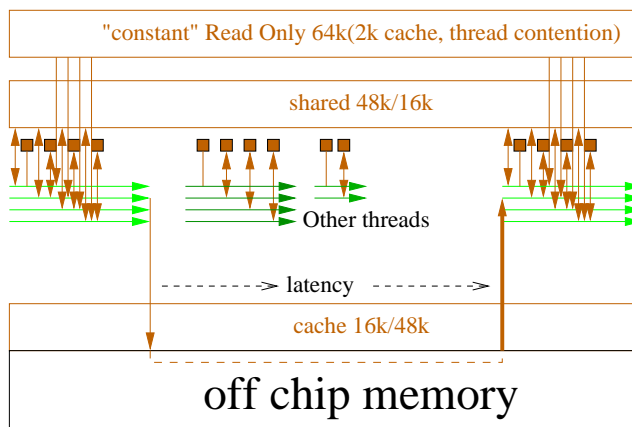 "constant" Read Only 64k(2k cache, thread contention)
shared 48k/16k
Other threads
latency
cache 16k/48k
off chip memory